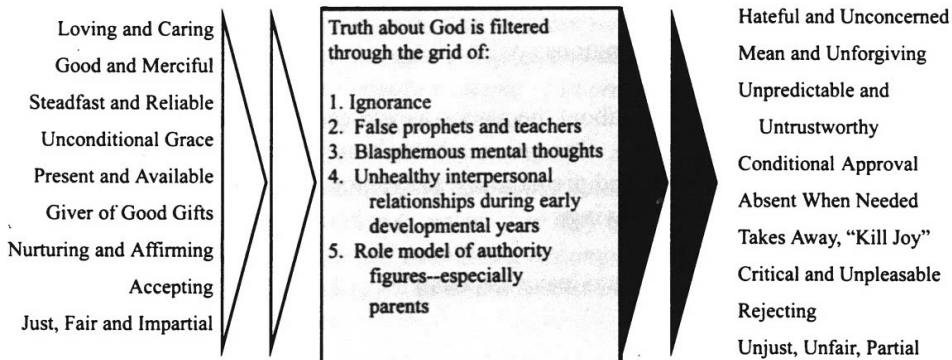 Loving and Caring
Good and Merciful
Steadfast and Reliable
Unconditional Grace
Present and Available
Giver of Good Gifts
Nurturing and Affirming
Accepting
Just, Fair and Impartial
Truth about God is filtered
through the grid of:
1. Ignorance
2. False prophets and teachers
3. Blasphemous mental thoughts
4. Unhealthy interpersonal
relationships during early
developmental years
5. Role model of authority
figures--especially
parents
Hateful and Unconcerned
Mean and Unforgiving
Unpredictable and
Untrustworthy
Conditional Approval
Absent When Needed
Takes Away, “Kill Joy”
Critical and Unpleasable
Rejecting
Unjust, Unfair, Partial